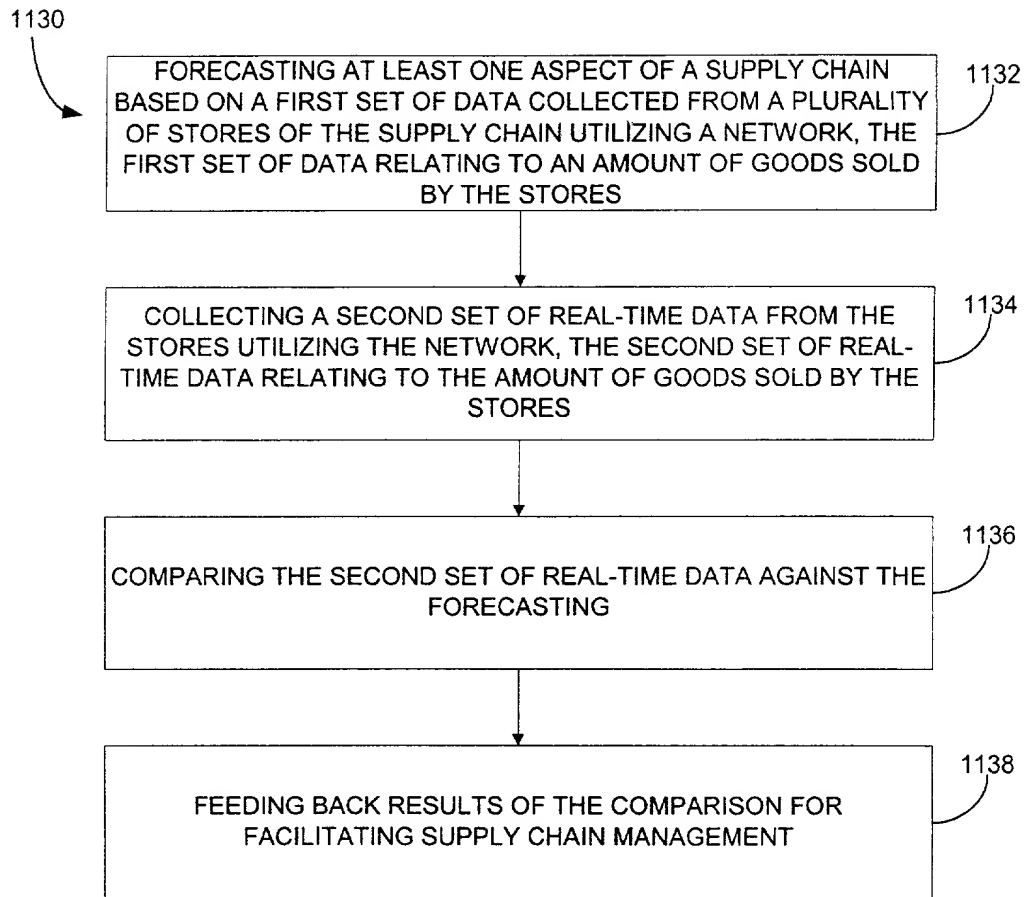 1130
FORECASTING AT LEAST ONE ASPECT OF A SUPPLY CHAIN
BASED ON A FIRST SET OF DATA COLLECTED FROM A PLURALITY
OF STORES OF THE SUPPLY CHAIN UTILIZING A NETWORK, THE
FIRST SET OF DATA RELATING TO AN AMOUNT OF GOODS SOLD
BY THE STORES
1132
COLLECTING A SECOND SET OF REAL-TIME DATA FROM THE
STORES UTILIZING THE NETWORK, THE SECOND SET OF REAL-
TIME DATA RELATING TO THE AMOUNT OF GOODS SOLD BY THE
STORES
1134
COMPARING THE SECOND SET OF REAL-TIME DATA AGAINST THE
FORECASTING
1136
FEEDING BACK RESULTS OF THE COMPARISON FOR
FACILITATING SUPPLY CHAIN MANAGEMENT
1138